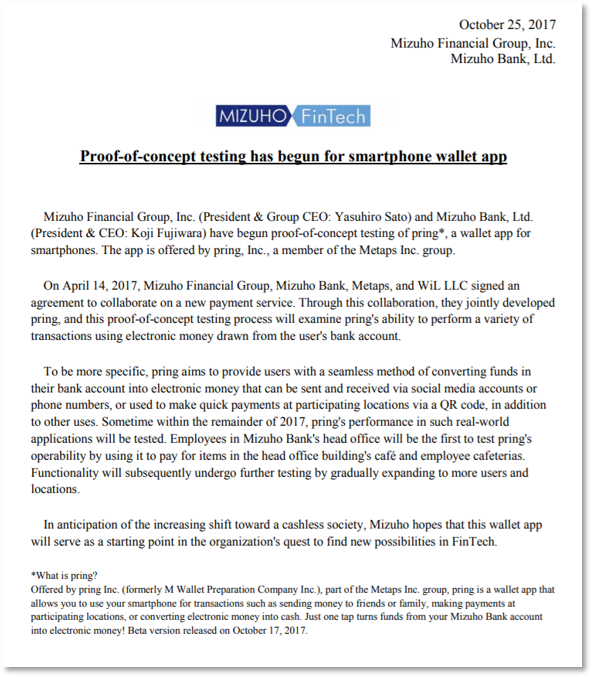 October 25, 2017
Mizuho Financial Group, Inc.
Mizuho Bank, Ltd.
MIZUHO FinTech
Proof-of-concept testing has begun for smartphone wallet app
Mizuho Financial Group, Inc. (President & Group CEO: Yasuhiro Sato) and Mizuho Bank, Ltd.
(President & CEO: Koji Fujiwara) have begun proof-of-concept testing of pring*, a wallet app for
smartphones. The app is offered by pring, Inc., a member of the Metaps Inc. group.
On April 14, 2017, Mizuho Financial Group, Mizuho Bank, Metaps, and WiL LLC signed an
agreement to collaborate on a new payment service. Through this collaboration, they jointly developed
pring, and this proof-of-concept testing process will examine pring's ability to perform a variety of
transactions using electronic money drawn from the user's bank account.
To be more specific, pring aims to provide users with a seamless method of converting funds in
their bank account into electronic money that can be sent and received via social media accounts or
phone numbers, or used to make quick payments at participating locations via a QR code, in addition
to other uses. Sometime within the remainder of 2017, pring's performance in such real-world
applications will be tested. Employees in Mizuho Bank's head office will be the first to test pring's
operability by using it to pay for items in the head office building's café and employee cafeterias.
Functionality will subsequently undergo further testing by gradually expanding to more users and
locations.
In anticipation of the increasing shift toward a cashless society, Mizuho hopes that this wallet app
will serve as a starting point in the organization's quest to find new possibilities in FinTech.
*What is pring?
Offered by pring Inc. (formerly M Wallet Preparation Company Inc.), part of the Metaps Inc. group, pring is a wallet app that
allows you to use your smartphone for transactions such as sending money to friends or family, making payments at
participating locations, or converting electronic money into cash. Just one tap turns funds from your Mizuho Bank account
into electronic money! Beta version released on October 17, 2017.